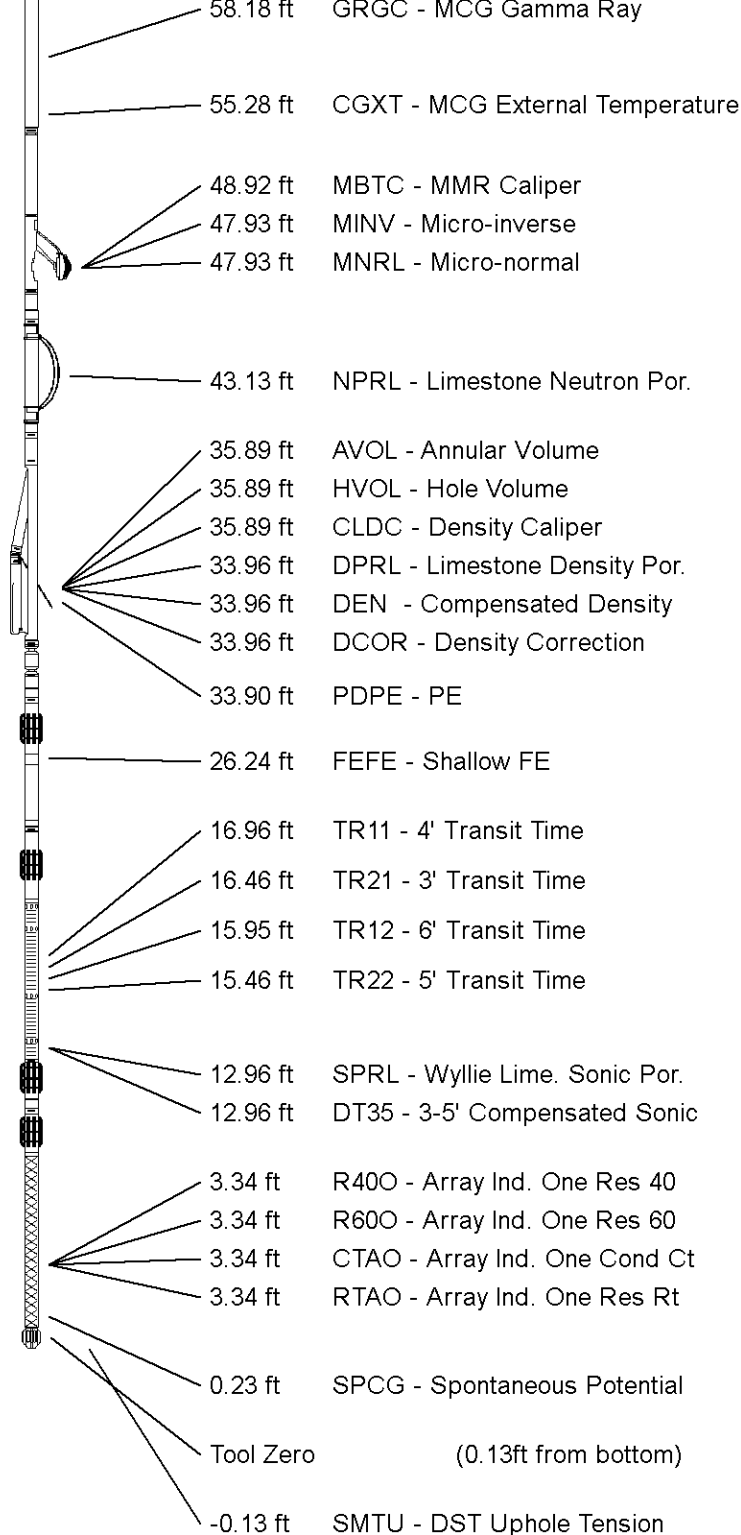 58.18 ft GRGC - MCG Gamma Ray
55.28 ft CGXT - MCG External Temperature
48.92 ft MBTC - MMR Caliper
47.93 ft MINV - Micro-inverse
47.93 ft MNRL - Micro-normal
43.13 ft NPRL - Limestone Neutron Por.
35.89 ft AVOL - Annular Volume
35.89 ft HVOL - Hole Volume
35.89 ft CLDC - Density Caliper
33.96 ft DPRL - Limestone Density Por.
33.96 ft DEN - Compensated Density
33.96 ft DCOR - Density Correction
33.90 ft PDPE - PE
26.24 ft FEFE - Shallow FE
16.96 ft TR11 - 4' Transit Time
16.46 ft TR21 - 3' Transit Time
15.95 ft TR12 - 6' Transit Time
15.46 ft TR22 - 5' Transit Time
12.96 ft SPRL - Wyllie Lime. Sonic Por.
12.96 ft DT35 - 3-5' Compensated Sonic
3.34 ft R40O - Array Ind. One Res 40
3.34 ft R60O - Array Ind. One Res 60
3.34 ft CTAO - Array Ind. One Cond Ct
3.34 ft RTAO - Array Ind. One Res Rt
0.23 ft SPCG - Spontaneous Potential
Tool Zero (0.13ft from bottom)
-0.13 ft SMTU - DST Uphole Tension